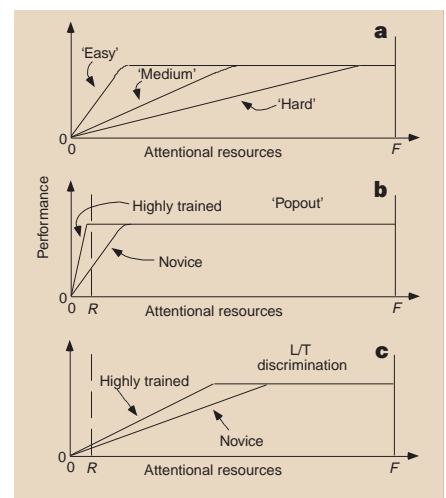 a
'Easy'
'Medium'
'Hard'
0
0
Attentional resources
F
Performance
b
Highly trained
'Popout'
Novice
0
0
R
Attentional resources
F
c
L/T
discrimination
Highly trained
Novice
0
0
R
Attentional resources
F